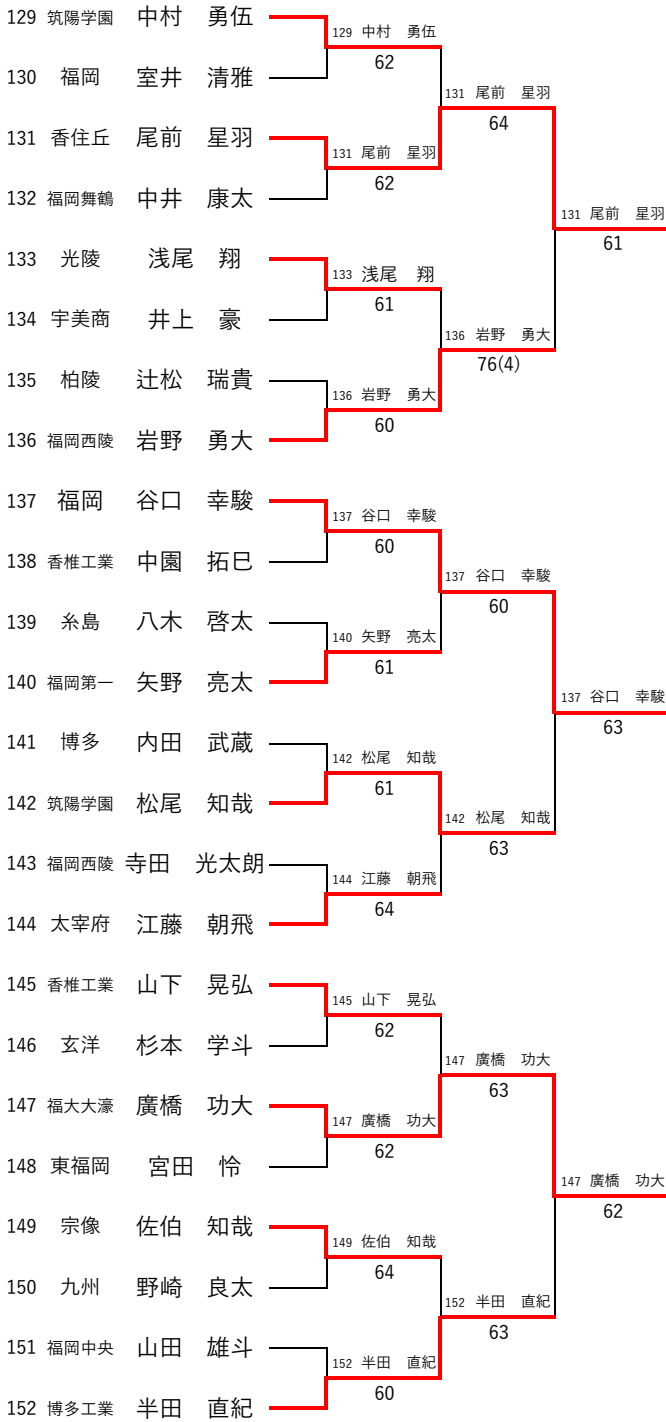 129 筑陽学園 中村　勇伍
129 中村　勇伍
130 福岡 室井　清雅
62
131 尾前　星羽
64
131 香住丘 尾前　星羽
131 尾前　星羽
62
132 福岡舞鶴 中井　康太
131 尾前　星羽
61
133 光陵 浅尾　翔
133 浅尾　翔
61
134 宇美商 井上　豪
136 岩野　勇大
76(4)
135 柏陵 辻松　瑞貴
136 岩野　勇大
60
136 福岡西陵 岩野　勇大
137 福岡 谷口　幸駿
137 谷口　幸駿
60
138 香椎工業 中園　拓巳
137 谷口　幸駿
60
139 糸島 八木　啓太
140 矢野　亮太
61
140 福岡第一 矢野　亮太
137 谷口　幸駿
63
141 博多 内田　武蔵
142 松尾　知哉
61
142 筑陽学園 松尾　知哉
142 松尾　知哉
63
143 福岡西陵 寺田　光太朗
144 江藤　朝飛
64
144 太宰府 江藤　朝飛
145 香椎工業 山下　晃弘
145 山下　晃弘
62
146 玄洋 杉本　学斗
147 廣橋　功大
63
147 福大大濠 廣橋　功大
147 廣橋　功大
62
148 東福岡 宮田　怜
147 廣橋　功大
62
149 宗像 佐伯　知哉
149 佐伯　知哉
64
150 九州 野崎　良太
152 半田　直紀
63
151 福岡中央 山田　雄斗
152 半田　直紀
60
152 博多工業 半田　直紀